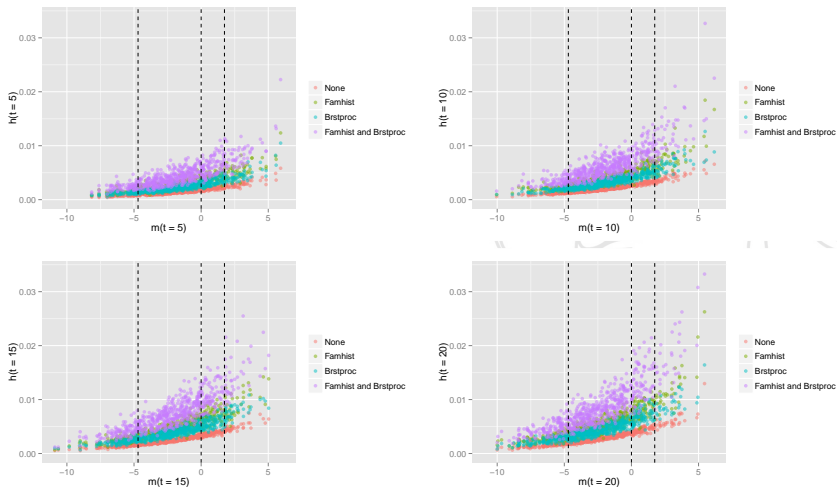 0.03
0.02
0.01
0.00
h(t = 5)
−10
−5
0
5
m(t = 5)
None
Famhist
Brstproc
Famhist and Brstproc
0.03
0.02
0.01
0.00
h(t = 10)
−10
−5
0
5
m(t = 10)
None
Famhist
Brstproc
Famhist and Brstproc
0.03
0.02
0.01
0.00
h(t = 15)
−10
−5
0
5
m(t = 15)
None
Famhist
Brstproc
Famhist and Brstproc
0.03
0.02
0.01
0.00
h(t = 20)
−10
−5
0
5
m(t = 20)
None
Famhist
Brstproc
Famhist and Brstproc